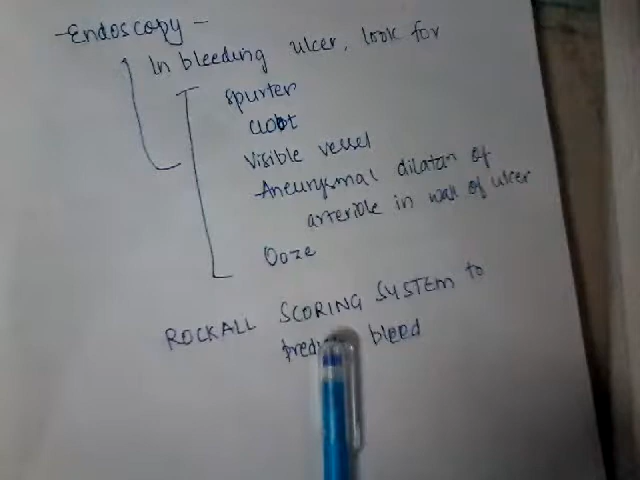 -Endoscopy-
In bleeding ulcer, look for
Spurter
Clot
Visible vessel
Aneurysmal dilatan of
arteriole in wall of ulcer
Ooze
ROCKALL SCORING SYSTEM to
bleed